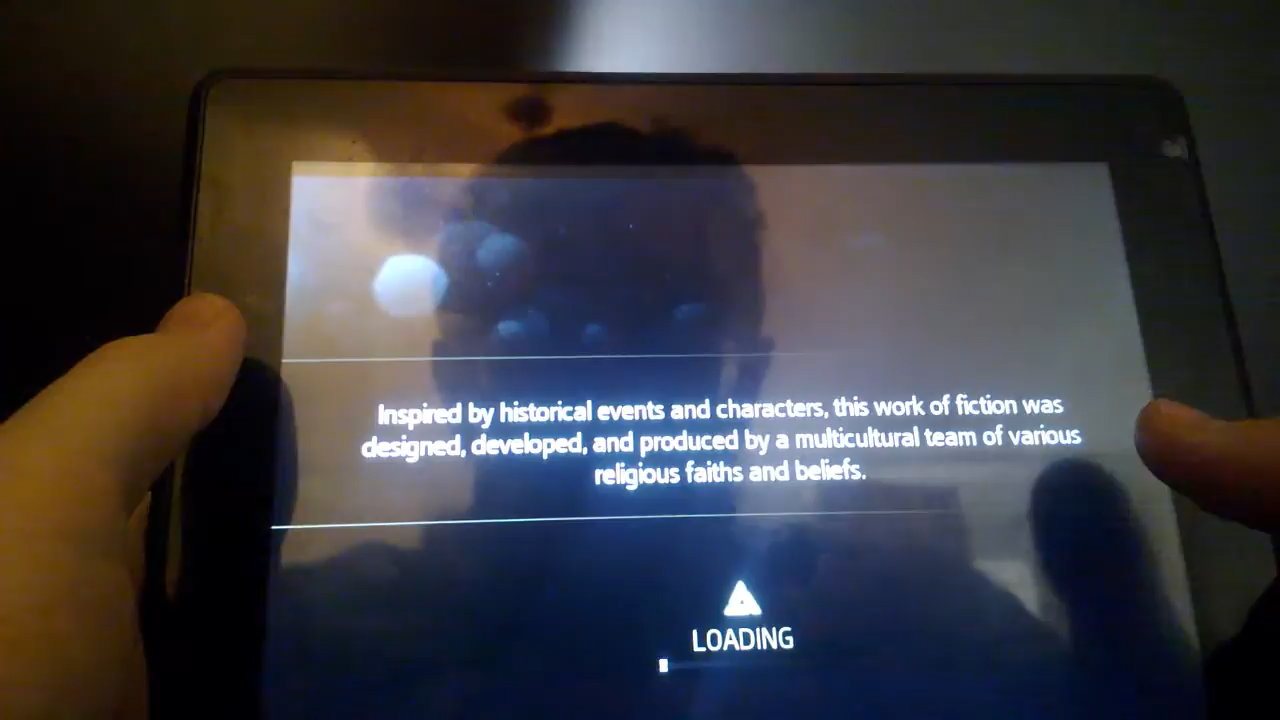 Inspired by historical events and characters, this work of fiction was
designed, developed, and produced by a multicultural team of various
religious faiths and beliefs.
LOADING